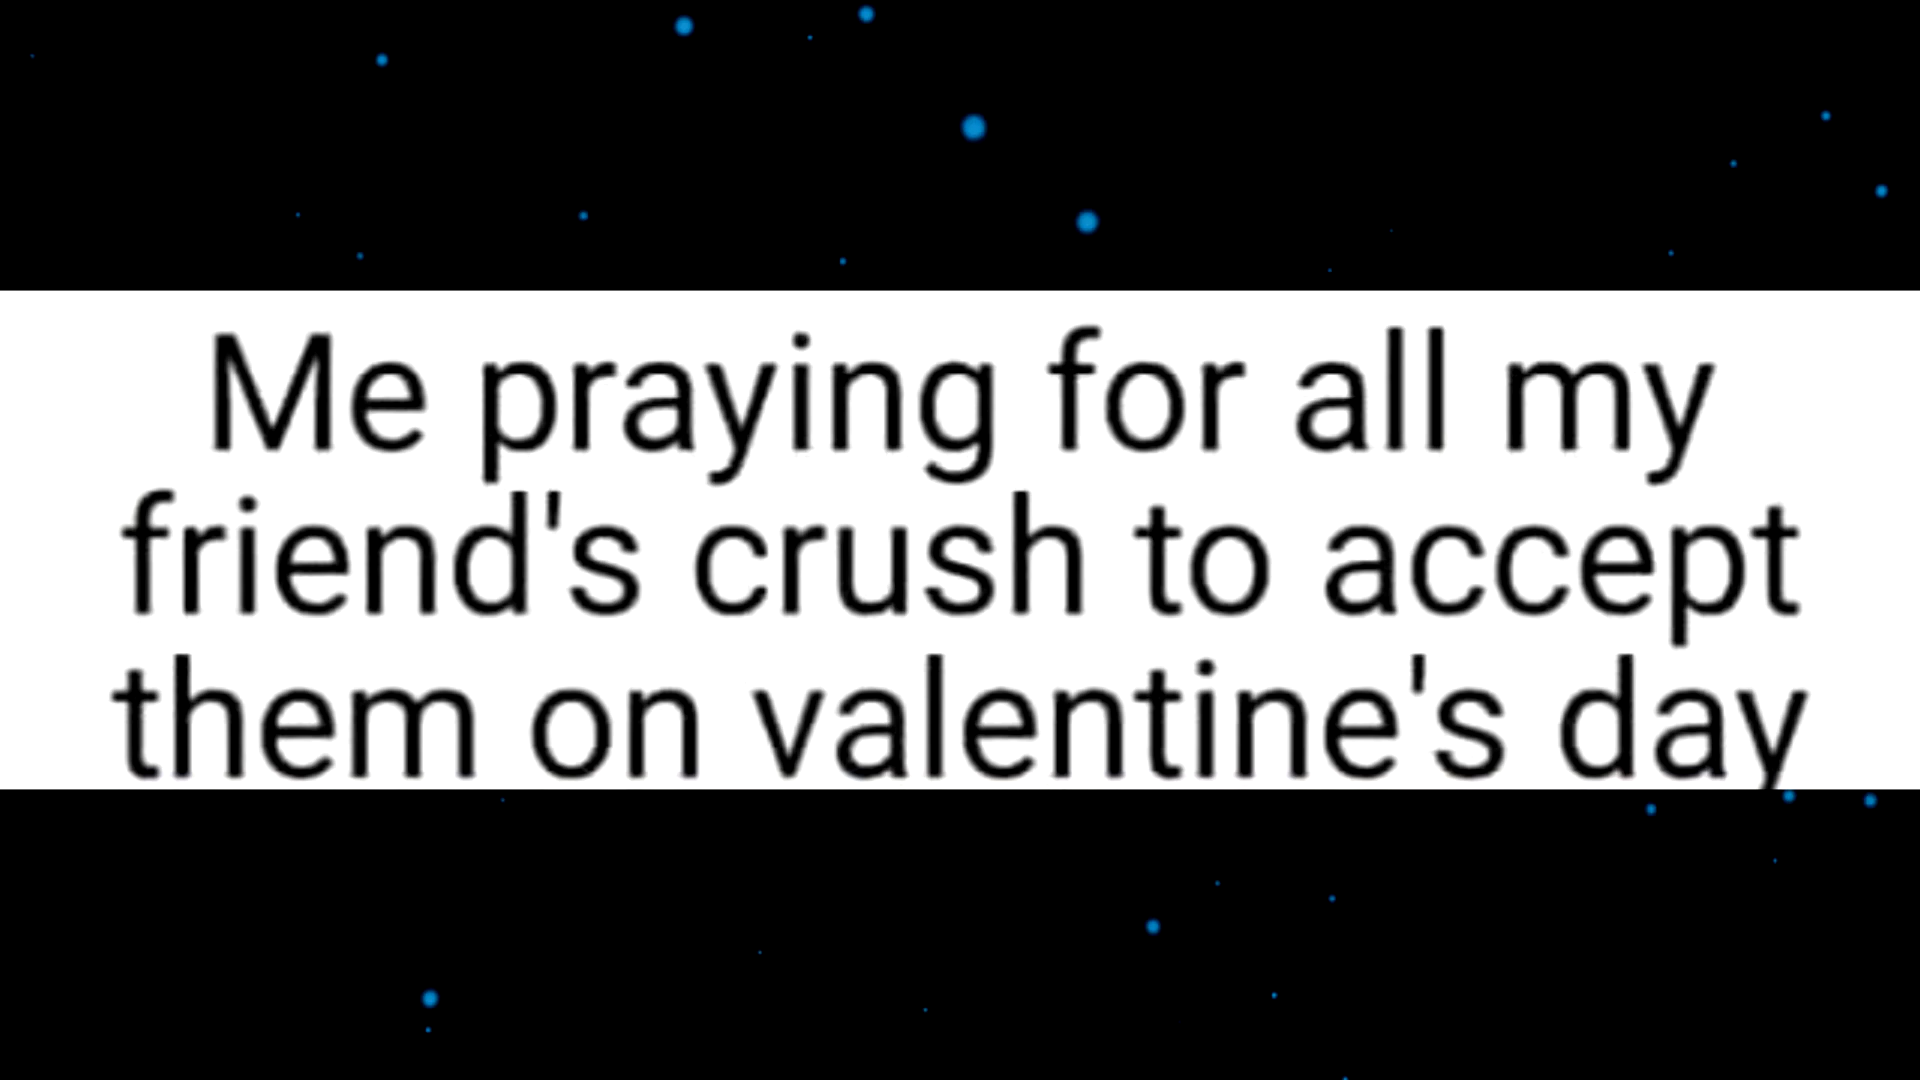 Me praying for all my
friend's crush to accept
them on valentine's day